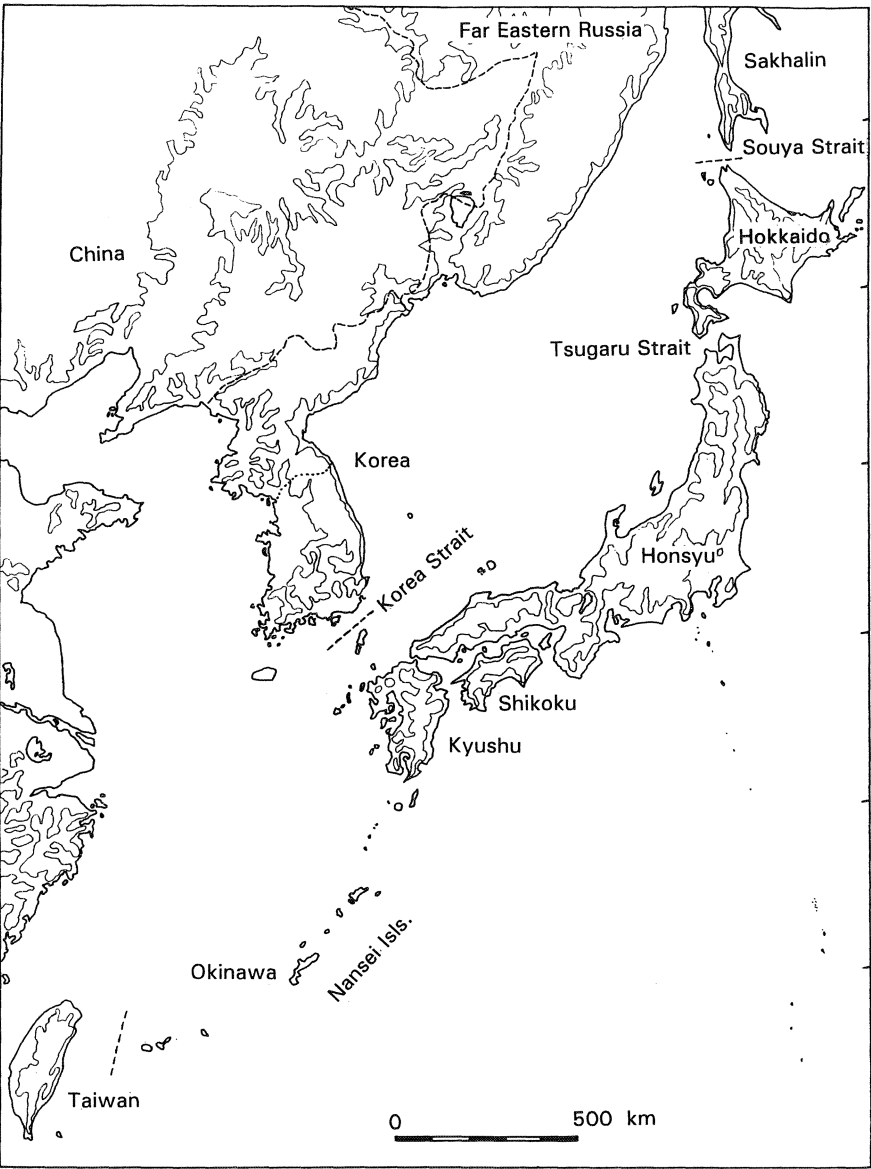 Far Eastern Russia
Sakhalin
Souya Strait
Hokkaido
China
Tsugaru Strait
Korea
Korea Strait
Honsyu
Shikoku
Kyushu
Okinawa
Nansei Isls.
Taiwan
0 500 km